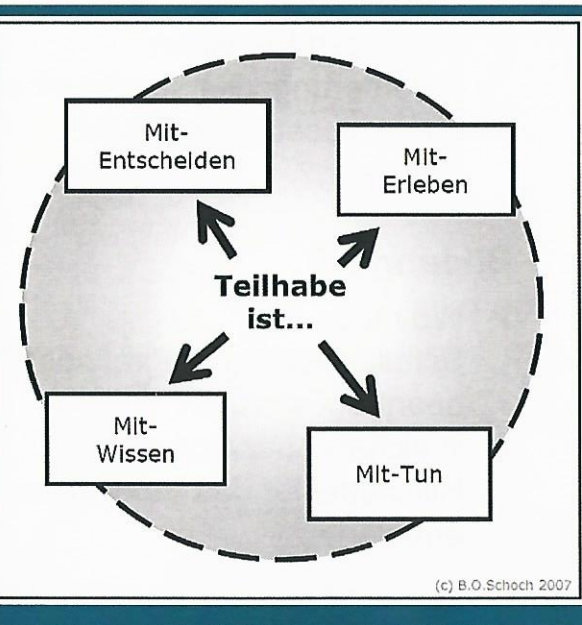 Mit-
Entscheiden
Mit-
Erleben
Teilhabe
ist...
Mit-
Wissen
Mit-Tun
(c) B.O.Schoch 2007